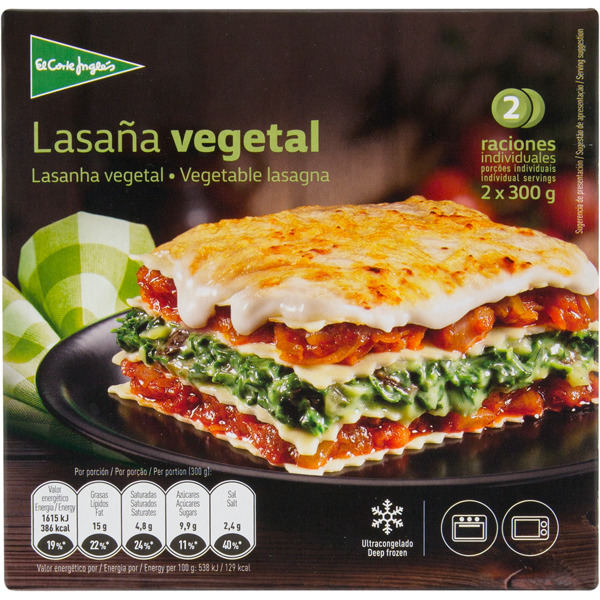 El Corte Inglés
Lasaña vegetal
Lasanha vegetal • Vegetable lasagna
2
raciones
individuales
porções individuais
individual servings
2 x 300 g
Sugerencia de presentación / Sugestão de apresentação / Serving suggestion
Por porción / Por porção / Per portion (300 g):
Valor
energético
Energia / Energy
1615 kJ
386 kcal
19%*
Grasas
Lípidos
Fat
15 g
22%*
Saturadas
Saturados
Saturates
4,8 g
24%*
Azúcares
Açúcares
Sugars
9,9 g
11%*
Sal
Salt
2,4 g
40%*
Valor energético por / Energia por / Energy per 100 g: 538 kJ / 129 kcal
Ultracongelado
Deep frozen